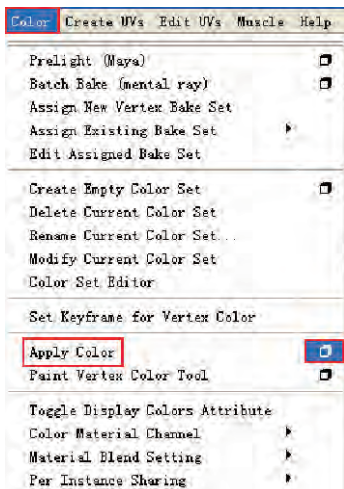 Color Create UVs Edit UVs Muscle Help
Prelight (Maya)
Batch Bake (mental ray)
Assign New Vertex Bake Set
Assign Existing Bake Set
Edit Assigned Bake Set
Create Empty Color Set
Delete Current Color Set
Rename Current Color Set...
Modify Current Color Set
Color Set Editor
Set Keyframe for Vertex Color
Apply Color
Paint Vertex Color Tool
Toggle Display Colors Attribute
Color Material Channel
Material Blend Setting
Per Instance Sharing